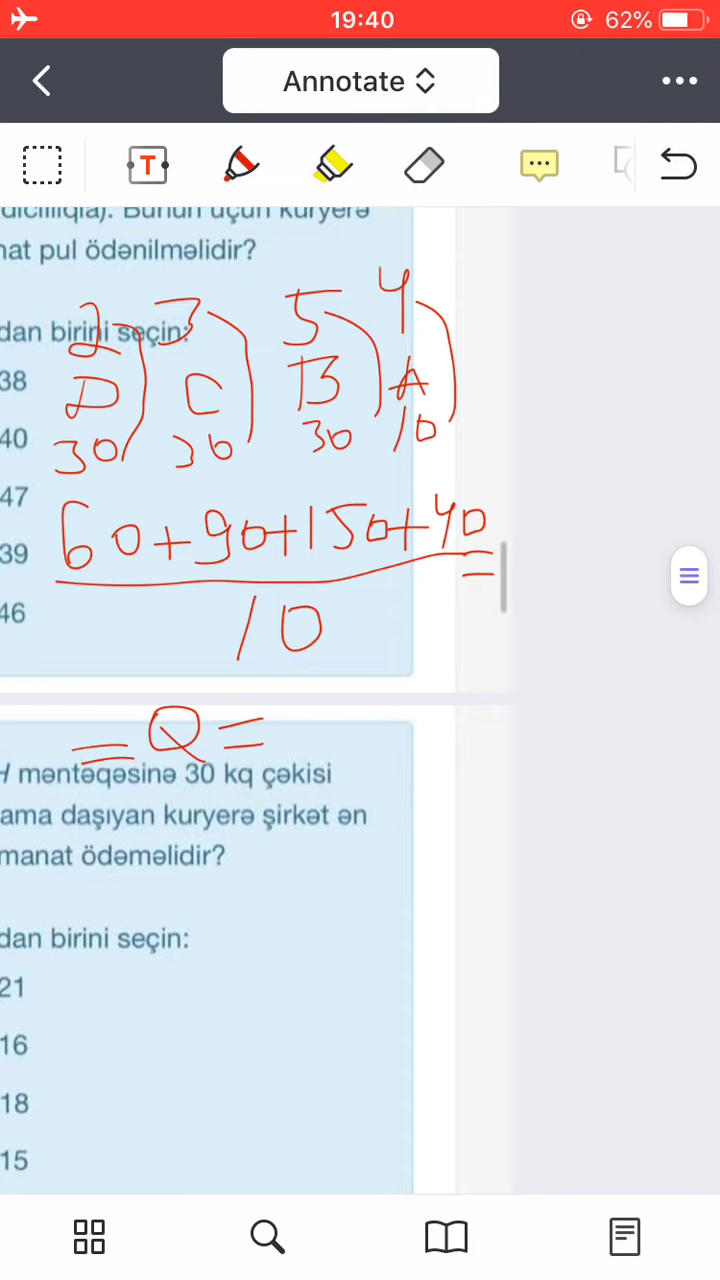 19:40
62%
Annotate
T
dıcılıqla). Bunun üçün kuryerə
nat pul ödənilməlidir?
dan birini seçin:
2 3 5 4
38
D C B A
30 30 30 10
40
47
60+90+150+40
=
39
10
46
= Q =
H məntəqəsinə 30 kq çəkisi
ama daşıyan kuryerə şirkət ən
manat ödəməlidir?
dan birini seçin:
21
16
18
15